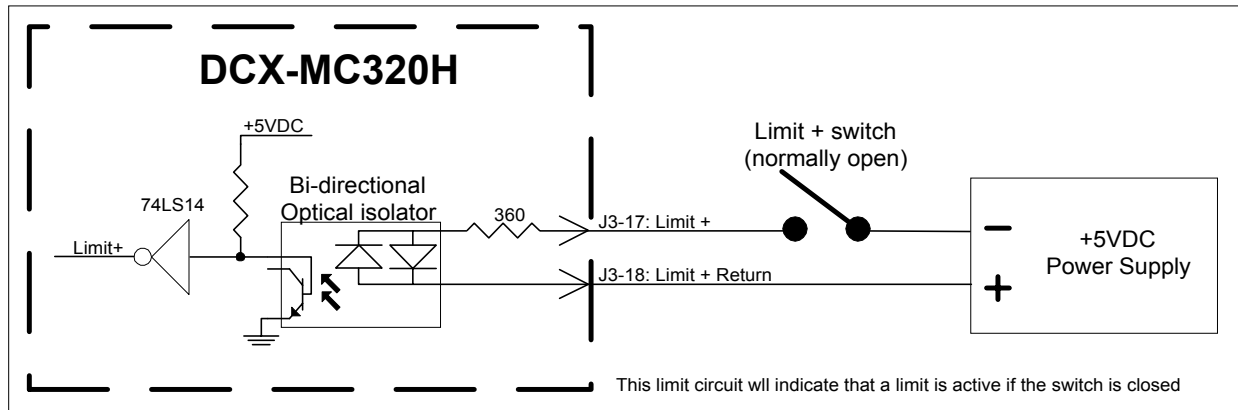 DCX-MC320H
+5VDC
74LS14
Bi-directional
Optical isolator
Limit+
360
J3-17: Limit +
J3-18: Limit + Return
Limit + switch
(normally open)
−
+
+5VDC
Power Supply
This limit circuit wll indicate that a limit is active if the switch is closed